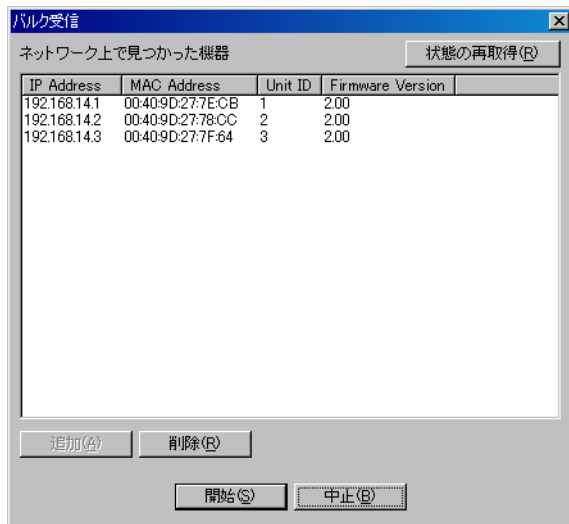 バルク受信
ネットワーク上で見つかった機器
状態の再取得(R)
IP Address MAC Address Unit ID Firmware Version
192.168.14.1 00:40:9D:27:7E:CB 1 2.00
192.168.14.2 00:40:9D:27:78:CC 2 2.00
192.168.14.3 00:40:9D:27:7F:64 3 2.00
追加(A) 削除(R)
開始(S) 中止(B)